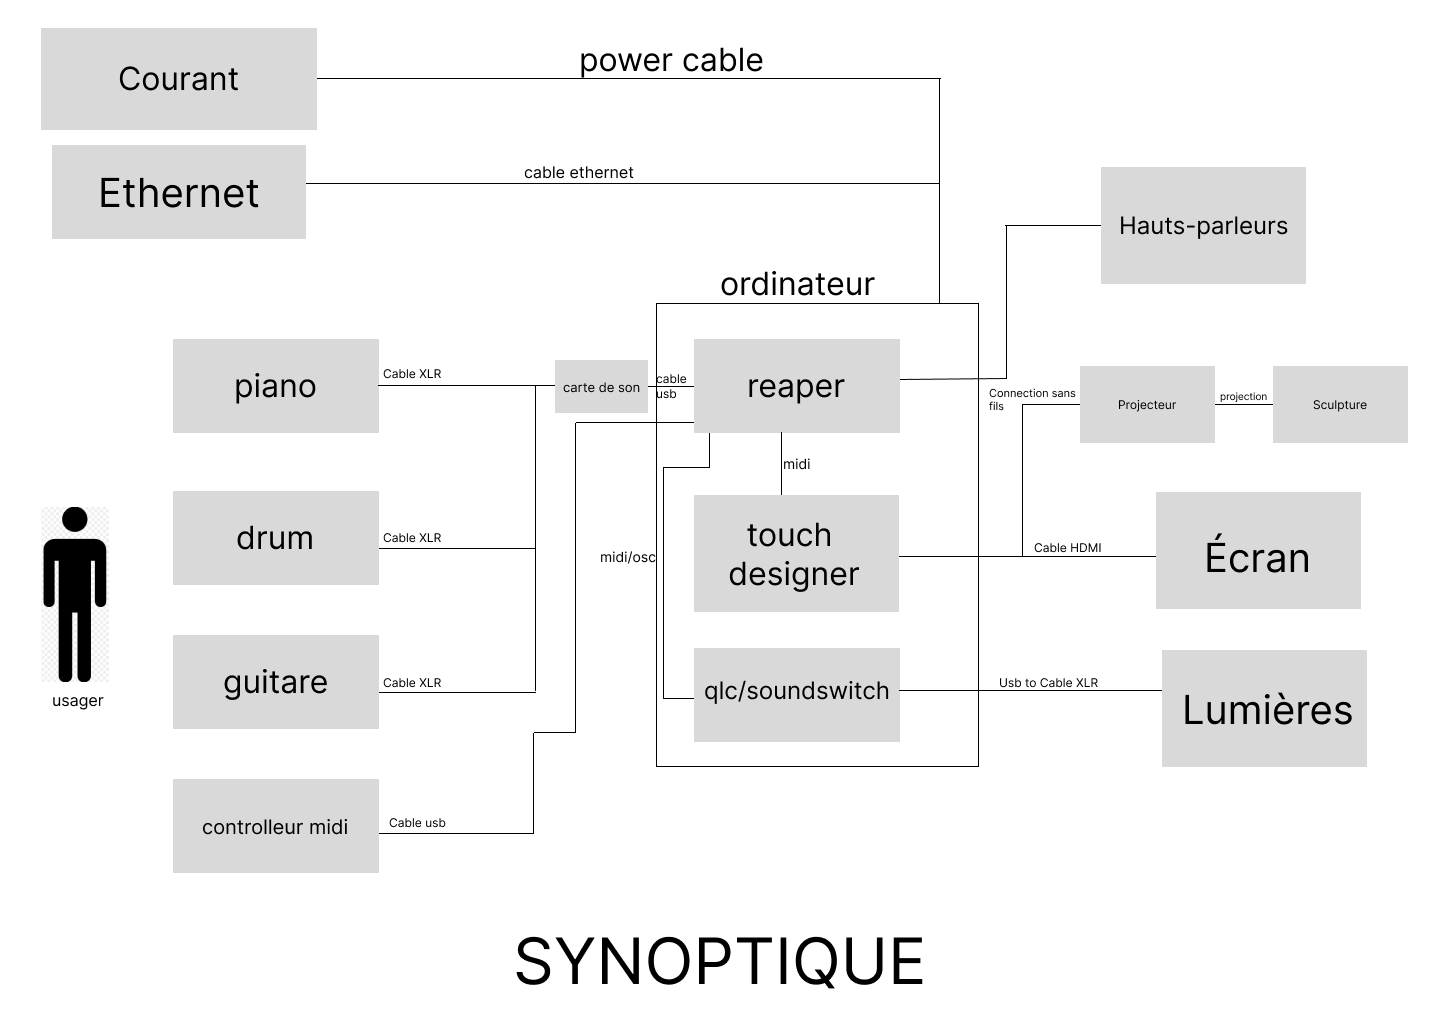 power cable
Courant
cable ethernet
Ethernet
Hauts-parleurs
ordinateur
piano
Cable XLR
carte de son
cable
usb
reaper
Connection sans
fils
Projecteur
projection
Sculpture
midi
drum
Cable XLR
midi/osc
touch
designer
Cable HDMI
Écran
guitare
Cable XLR
qlc/soundswitch
Usb to Cable XLR
Lumières
usager
controlleur midi
Cable usb
SYNOPTIQUE